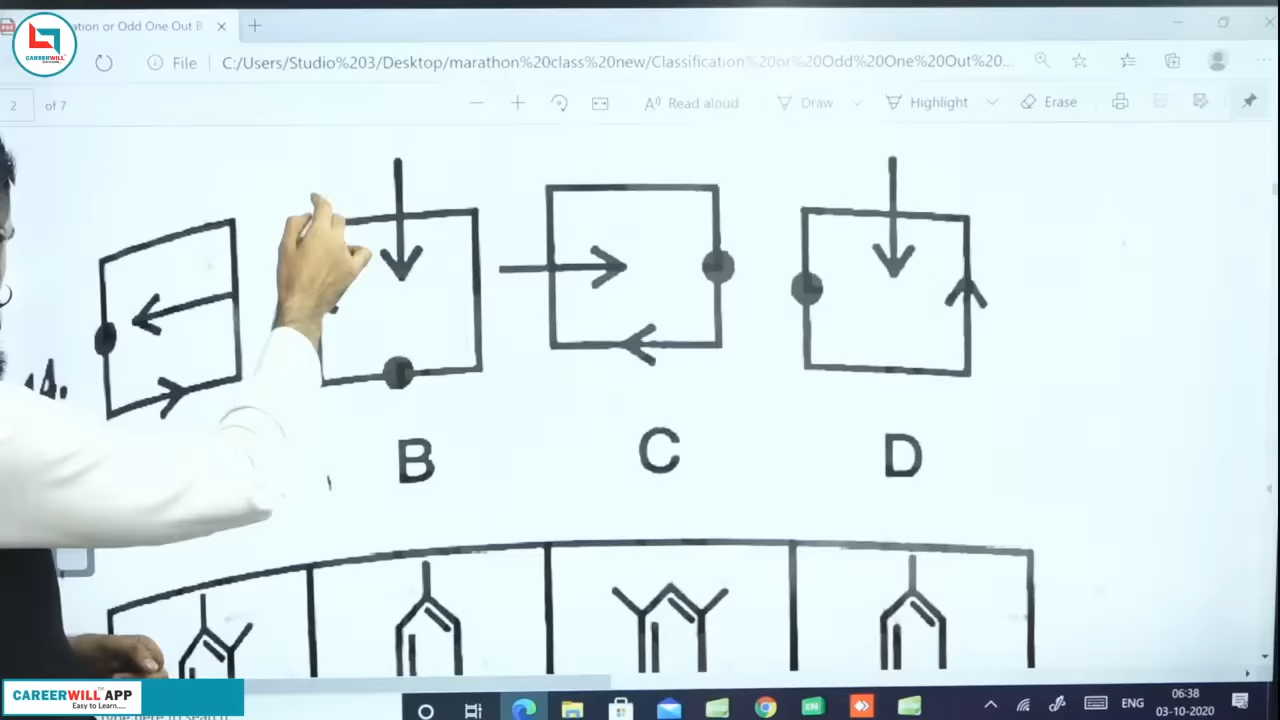 ation or Odd One Out B
CAREERWILL
File
C:/Users/Studio%203/Desktop/marathon%20class%20new/Classification%20or%20Odd%20One%20Out%20...
2 of 7
Read aloud
Draw
Highlight
Erase
B
C
D
CAREERWILL APP
Easy to Learn.....
ENG
06:38
03-10-2020